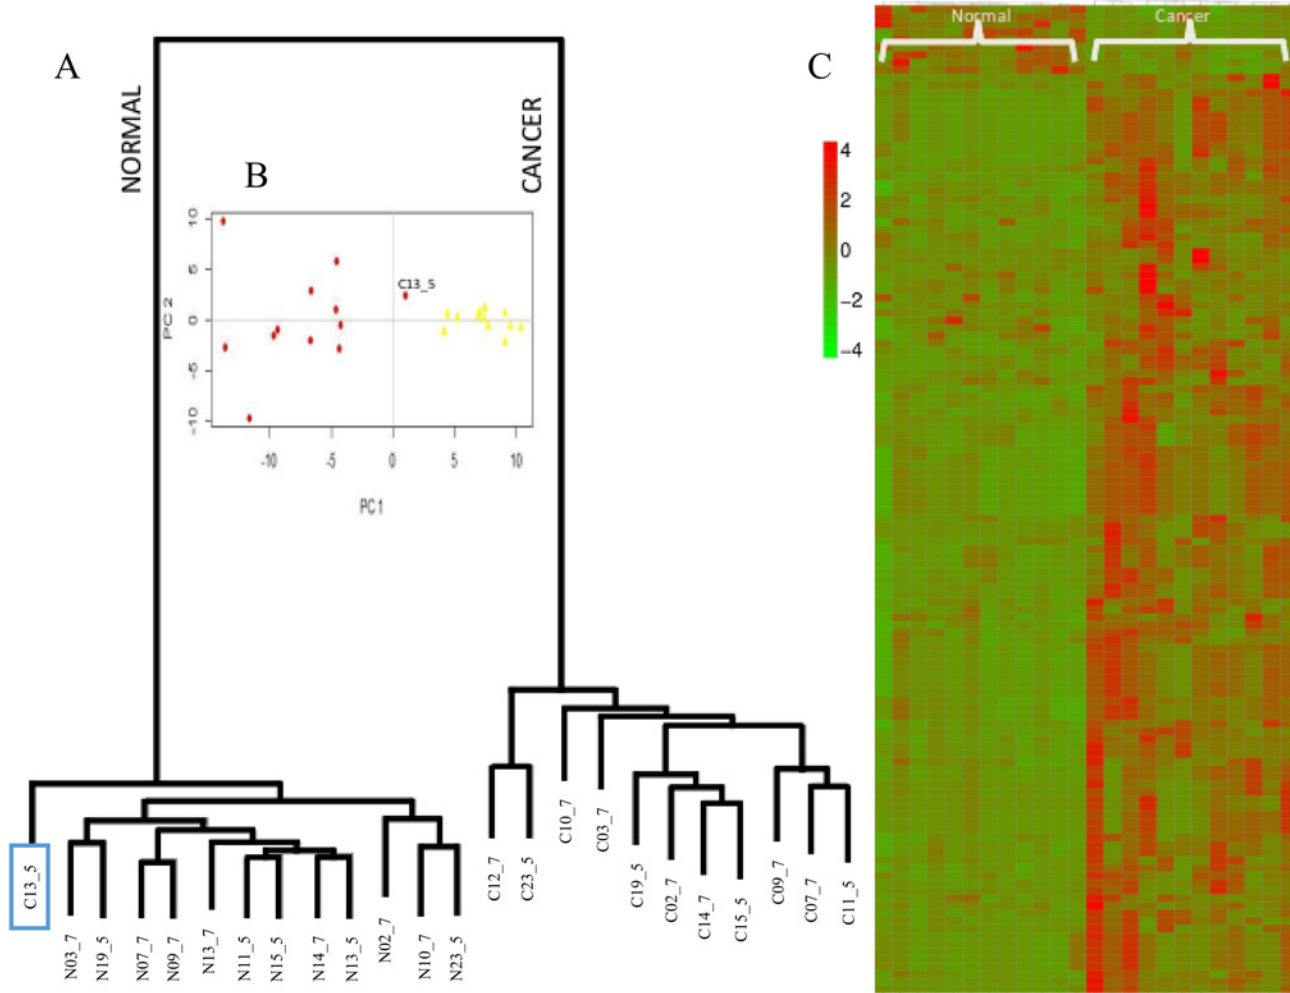 A
NORMAL
CANCER
B
C13_5
PC 2
10
5
0
-5
-10
-10
-5
0
5
10
PC1
C
Normal
Cancer
4
2
0
−2
−4
C13_5
N03_7
N19_5
N07_7
N09_7
N13_7
N11_5
N15_5
N14_7
N13_5
N02_7
N10_7
N23_5
C12_7
C23_5
C10_7
C03_7
C19_5
C02_7
C14_7
C15_5
C09_7
C07_7
C11_5